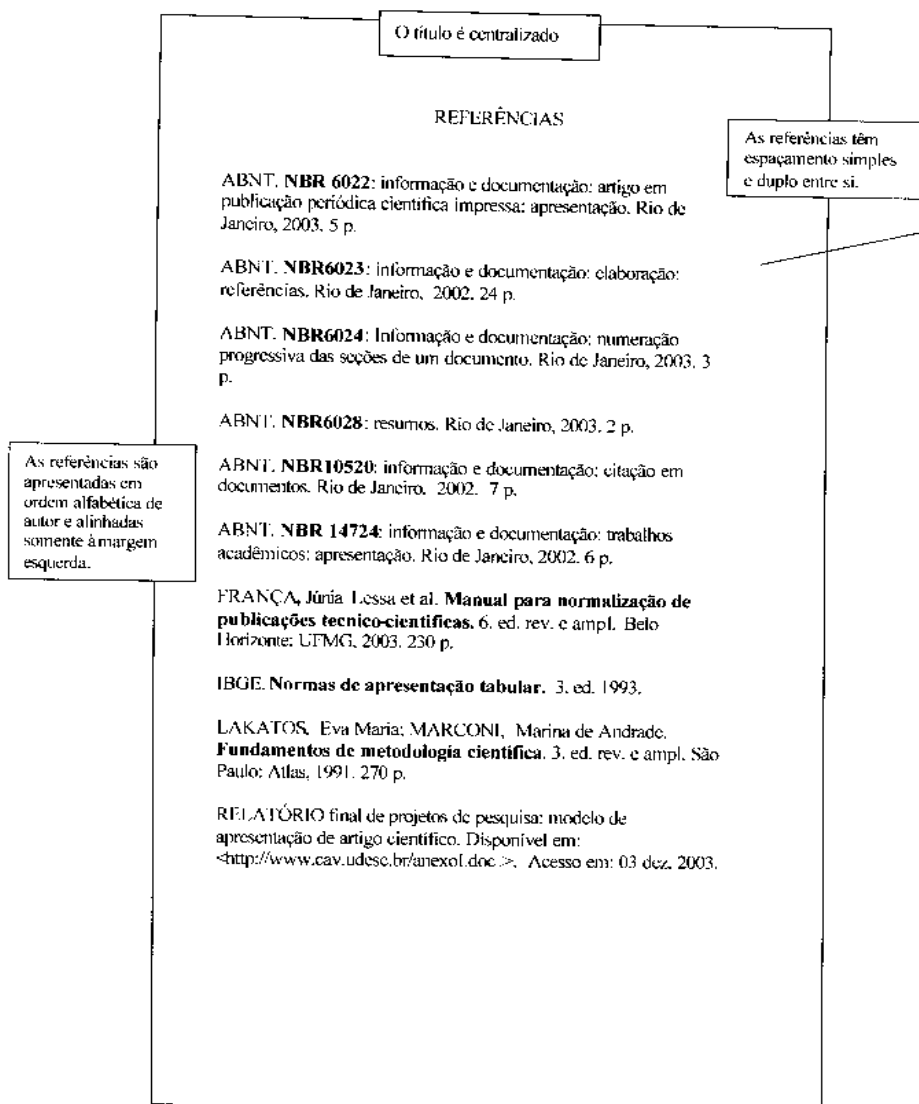 O título é centralizado
REFERÊNCIAS
As referências têm
espaçamento simples
e duplo entre si.
ABNT. NBR 6022: informação e documentação: artigo em
publicação periódica científica impressa: apresentação. Rio de
Janeiro, 2003. 5 p.
ABNT. NBR6023: informação e documentação: elaboração:
referências. Rio de Janeiro, 2002. 24 p.
ABNT. NBR6024: Informação e documentação: numeração
progressiva das seções de um documento. Rio de Janeiro, 2003. 3
p.
ABNT. NBR6028: resumos. Rio de Janeiro, 2003. 2 p.
As referências são
apresentadas em
ordem alfabética de
autor e alinhadas
somente à margem
esquerda.
ABNT. NBR10520: informação e documentação: citação em
documentos. Rio de Janeiro. 2002. 7 p.
ABNT. NBR 14724: informação e documentação: trabalhos
acadêmicos: apresentação. Rio de Janeiro, 2002. 6 p.
FRANÇA, Júnia Lessa et al. Manual para normalização de
publicações tecnico-cientificas. 6. ed. rev. e ampl. Belo
Horizonte: UFMG, 2003. 230 p.
IBGE. Normas de apresentação tabular. 3. ed. 1993.
LAKATOS, Eva Maria; MARCONI, Marina de Andrade.
Fundamentos de metodologia científica. 3. ed. rev. e ampl. São
Paulo: Atlas, 1991. 270 p.
RELATÓRIO final de projetos de pesquisa: modelo de
apresentação de artigo científico. Disponível em:
<http://www.cav.udesc.br/anexo1.doc.>. Acesso em: 03 dez. 2003.